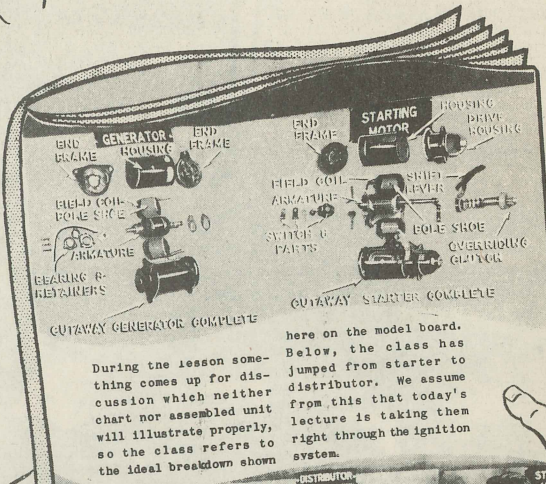 GENERATOR
END FRAME
HOUSING
END FRAME
FIELD COIL
POLE SHOE
ARMATURE
BEARING &
RETAINERS
CUTAWAY GENERATOR COMPLETE
STARTING
MOTOR
END FRAME
HOUSING
DRIVE
HOUSING
FIELD COIL
SHIFT
LEVER
ARMATURE
SWITCH &
PARTS
POLE SHOE
OVERRIDING
CLUTCH
CUTAWAY STARTER COMPLETE
During the lesson some-
thing comes up for dis-
cussion which neither
chart nor assembled unit
will illustrate properly,
so the class refers to
the ideal breakdown shown
here on the model board.
Below, the class has
jumped from starter to
distributor. We assume
from this that today's
lecture is taking them
right through the ignition
system.
DISTRIBUTOR